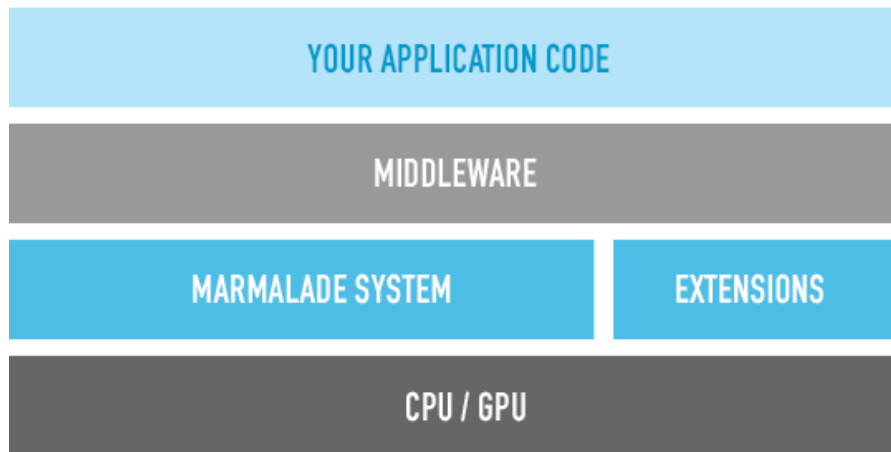 YOUR APPLICATION CODE
MIDDLEWARE
MARMALADE SYSTEM
EXTENSIONS
CPU / GPU